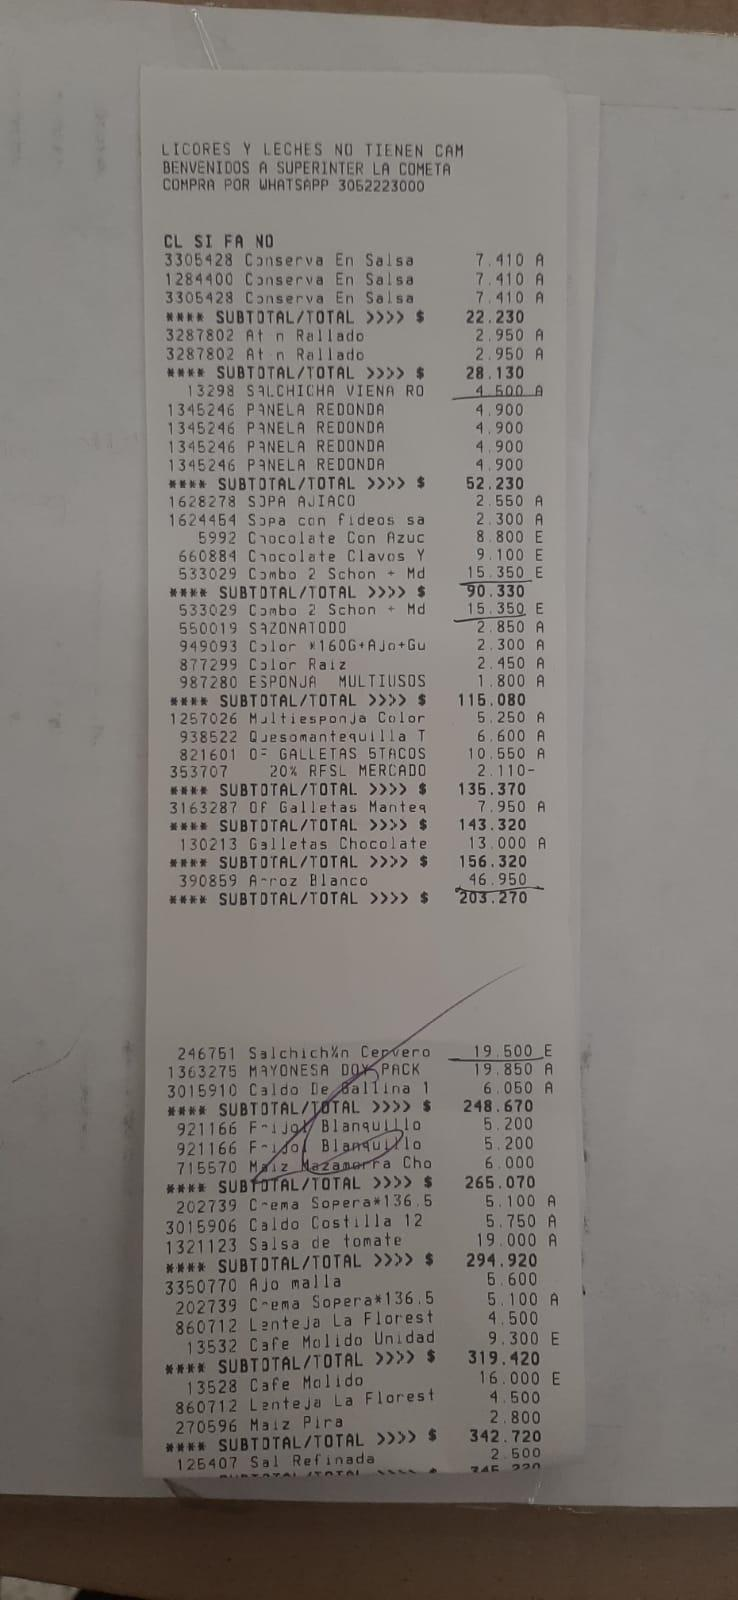 LICORES Y LECHES NO TIENEN CAM
BENVENIDOS A SUPERINTER LA COMETA
COMPRA POR WHATSAPP 3052223000
CL SI FA NO
3305428 Conserva En Salsa 7.410 A
1284400 Conserva En Salsa 7.410 A
3305428 Conserva En Salsa 7.410 A
**** SUBTOTAL/TOTAL >>>> $ 22.230
3287802 At n Rallado 2.950 A
3287802 At n Rallado 2.950 A
**** SUBTOTAL/TOTAL >>>> $ 28.130
13298 SALCHICHA VIENA RO 4.500 A
1345246 PANELA REDONDA 4.900
1345246 PANELA REDONDA 4.900
1345246 PANELA REDONDA 4.900
1345246 PANELA REDONDA 4.900
**** SUBTOTAL/TOTAL >>>> $ 52.230
1628278 SOPA AJIACO 2.550 A
1624454 Sopa con fideos sa 2.300 A
5992 Chocolate Con Azuc 8.800 E
660884 Chocolate Clavos Y 9.100 E
533029 Combo 2 Schon + Md 15.350 E
**** SUBTOTAL/TOTAL >>>> $ 90.330
533029 Combo 2 Schon + Md 15.350 E
550019 SAZONATODO 2.850 A
949093 Color *160G+Ajo+Gu 2.300 A
877299 Color Raiz 2.450 A
987280 ESPONJA MULTIUSOS 1.800 A
**** SUBTOTAL/TOTAL >>>> $ 115.080
1257026 Multiesponja Color 5.250 A
938522 Quesomantequilla T 6.600 A
821601 OF GALLETAS 5TACOS 10.550 A
353707 20% RFSL MERCADO 2.110-
**** SUBTOTAL/TOTAL >>>> $ 135.370
3163287 OF Galletas Manteq 7.950 A
**** SUBTOTAL/TOTAL >>>> $ 143.320
130213 Galletas Chocolate 13.000 A
**** SUBTOTAL/TOTAL >>>> $ 156.320
390859 Arroz Blanco 46.950
**** SUBTOTAL/TOTAL >>>> $ 203.270
246751 Salchich%n Cervero 19.500 E
1363275 MAYONESA DOY PACK 19.850 A
3015910 Caldo De Gallina 1 6.050 A
**** SUBTOTAL/TOTAL >>>> $ 248.670
921166 Frijol Blanquillo 5.200
921166 Frijol Blanquillo 5.200
715570 Maiz Mazamorra Cho 6.000
**** SUBTOTAL/TOTAL >>>> $ 265.070
202739 Crema Sopera*136.5 5.100 A
3015906 Caldo Costilla 12 5.750 A
1321123 Salsa de tomate 19.000 A
**** SUBTOTAL/TOTAL >>>> $ 294.920
3350770 Ajo malla 5.600
202739 Crema Sopera*136.5 5.100 A
860712 Lenteja La Florest 4.500
13532 Cafe Molido Unidad 9.300 E
**** SUBTOTAL/TOTAL >>>> $ 319.420
13528 Cafe Molido 16.000 E
860712 Lenteja La Florest 4.500
270596 Maiz Pira 2.800
**** SUBTOTAL/TOTAL >>>> $ 342.720
125407 Sal Refinada 2.500
**** SUBTOTAL/TOTAL >>>> $ 345.220